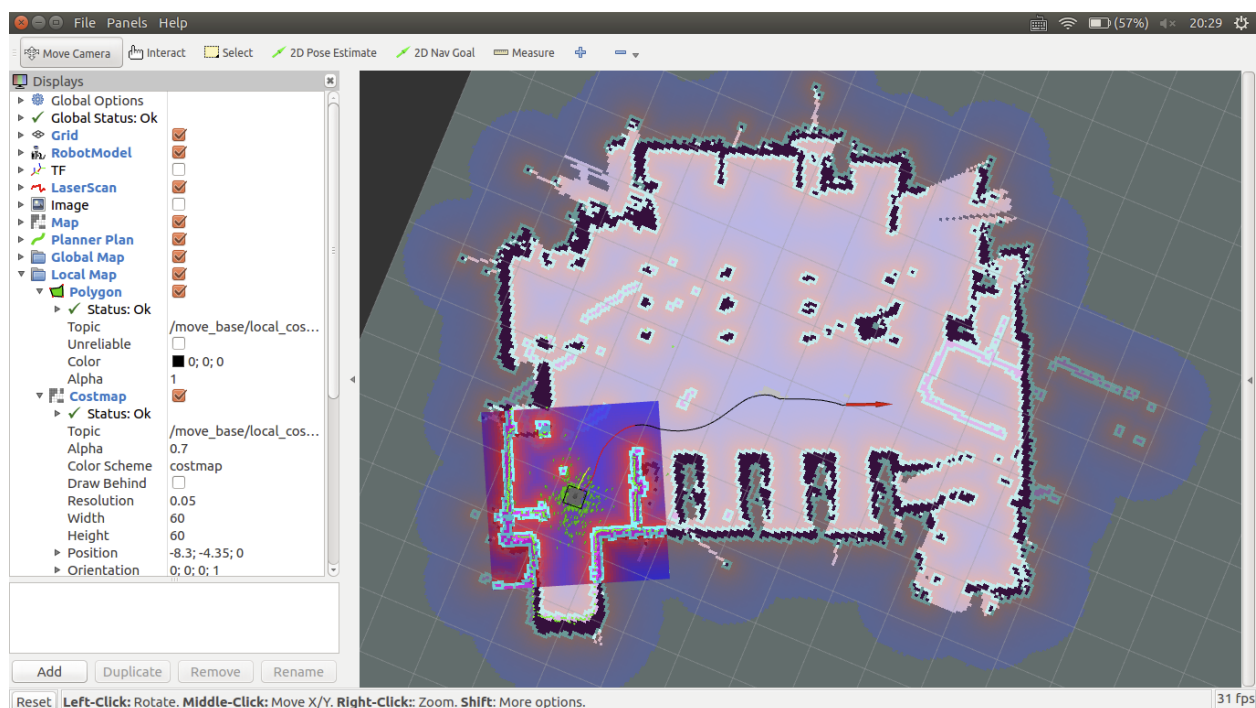 File Panels Help (57%) 20:29
Move Camera Interact Select 2D Pose Estimate 2D Nav Goal Measure
Displays
Global Options
Global Status: Ok
Grid
RobotModel
TF
LaserScan
Image
Map
Planner Plan
Global Map
Local Map
Polygon
Status: Ok
Topic /move_base/local_cos...
Unreliable
Color 0; 0; 0
Alpha 1
Costmap
Status: Ok
Topic /move_base/local_cos...
Alpha 0.7
Color Scheme costmap
Draw Behind
Resolution 0.05
Width 60
Height 60
Position -8.3; -4.35; 0
Orientation 0; 0; 0; 1
Add Duplicate Remove Rename
Reset Left-Click: Rotate. Middle-Click: Move X/Y. Right-Click:: Zoom. Shift: More options. 31 fps